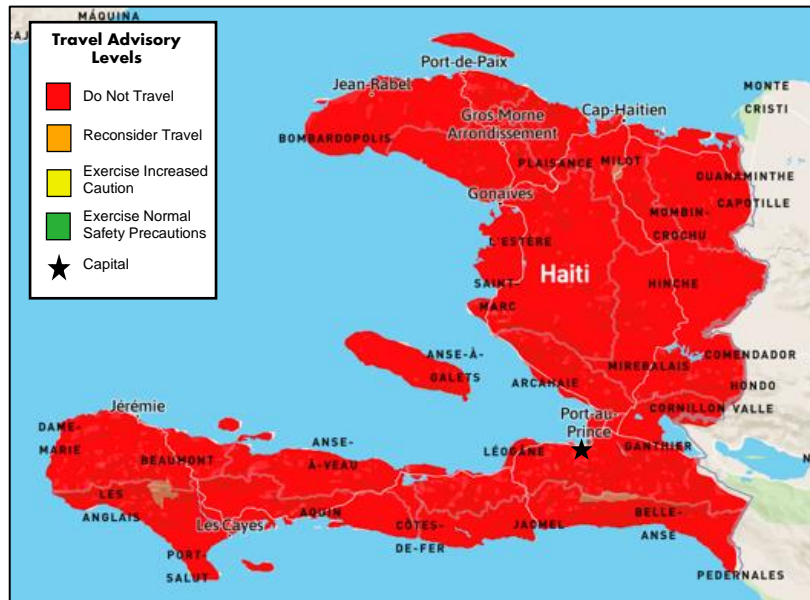 MÁQUINA
CAJ
Travel Advisory
Levels
Do Not Travel
Reconsider Travel
Exercise Increased
Caution
Exercise Normal
Safety Precautions
Capital
Port-de-Paix
Jean-Rabel
Gros Morne
Arrondissement
Cap-Haitien
MONTE
CRISTI
BOMBARDOPOLIS
PLAISANCE
MILOT
OUANAMINTHE
CAPOTILLE
Gonaives
MOMBIN-
CROCHU
L'ESTÈRE
Haiti
SAINT-
MARC
HINCHE
ANSE-À-
GALETS
ARCAHAIE
MIREBALAIS
COMENDADOR
HONDO
VALLE
CORNILLON
Port-au-
Prince
Jérémie
DAME-
MARIE
BEAUMONT
ANSE-
À-VEAU
LÉOGÂNE
GANTHIER
LES
ANGLAIS
Les Cayes
AQUIN
CÔTES-
DE-FER
JACMEL
BELLE-
ANSE
PORT-
SALUT
PEDERNALES
N